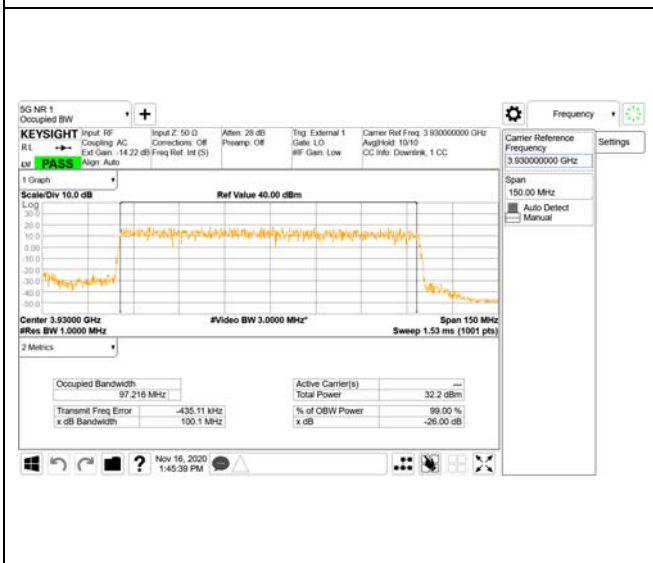 5G NR 1
Occupied BW
+
Frequency
KEYSIGHT
RL
PASS
Input: RF
Coupling: AC
Ext Gain: -14.22 dB
Align: Auto
Input Z: 50 Ω
Corrections: Off
Freq Ref: Int (S)
Atten: 28 dB
Preamp: Off
Trig: External 1
Gate: LO
#IF Gain: Low
Carrier Ref Freq: 3.930000000 GHz
Avg|Hold: 10/10
CC Info: Downlink, 1 CC
Carrier Reference
Frequency
3.930000000 GHz
Settings
Span
150.00 MHz
Auto Detect
Manual
1 Graph
Scale/Div 10.0 dB
Ref Value 40.00 dBm
Log
30.0
20.0
10.0
0.00
-10.0
-20.0
-30.0
-40.0
-50.0
Center 3.93000 GHz
#Video BW 3.0000 MHz*
Span 150 MHz
#Res BW 1.0000 MHz
Sweep 1.53 ms (1001 pts)
2 Metrics
Occupied Bandwidth
97.216 MHz
Active Carrier(s) ---
Total Power 32.2 dBm
Transmit Freq Error -435.11 kHz
x dB Bandwidth 100.1 MHz
% of OBW Power 99.00 %
x dB -26.00 dB
?
Nov 16, 2020
1:45:39 PM